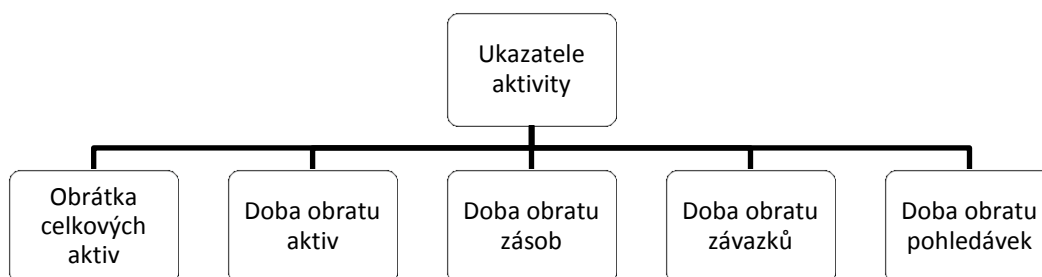 Ukazatele
aktivity
Obrátka
celkových
aktiv
Doba obratu
aktiv
Doba obratu
zásob
Doba obratu
závazků
Doba obratu
pohledávek